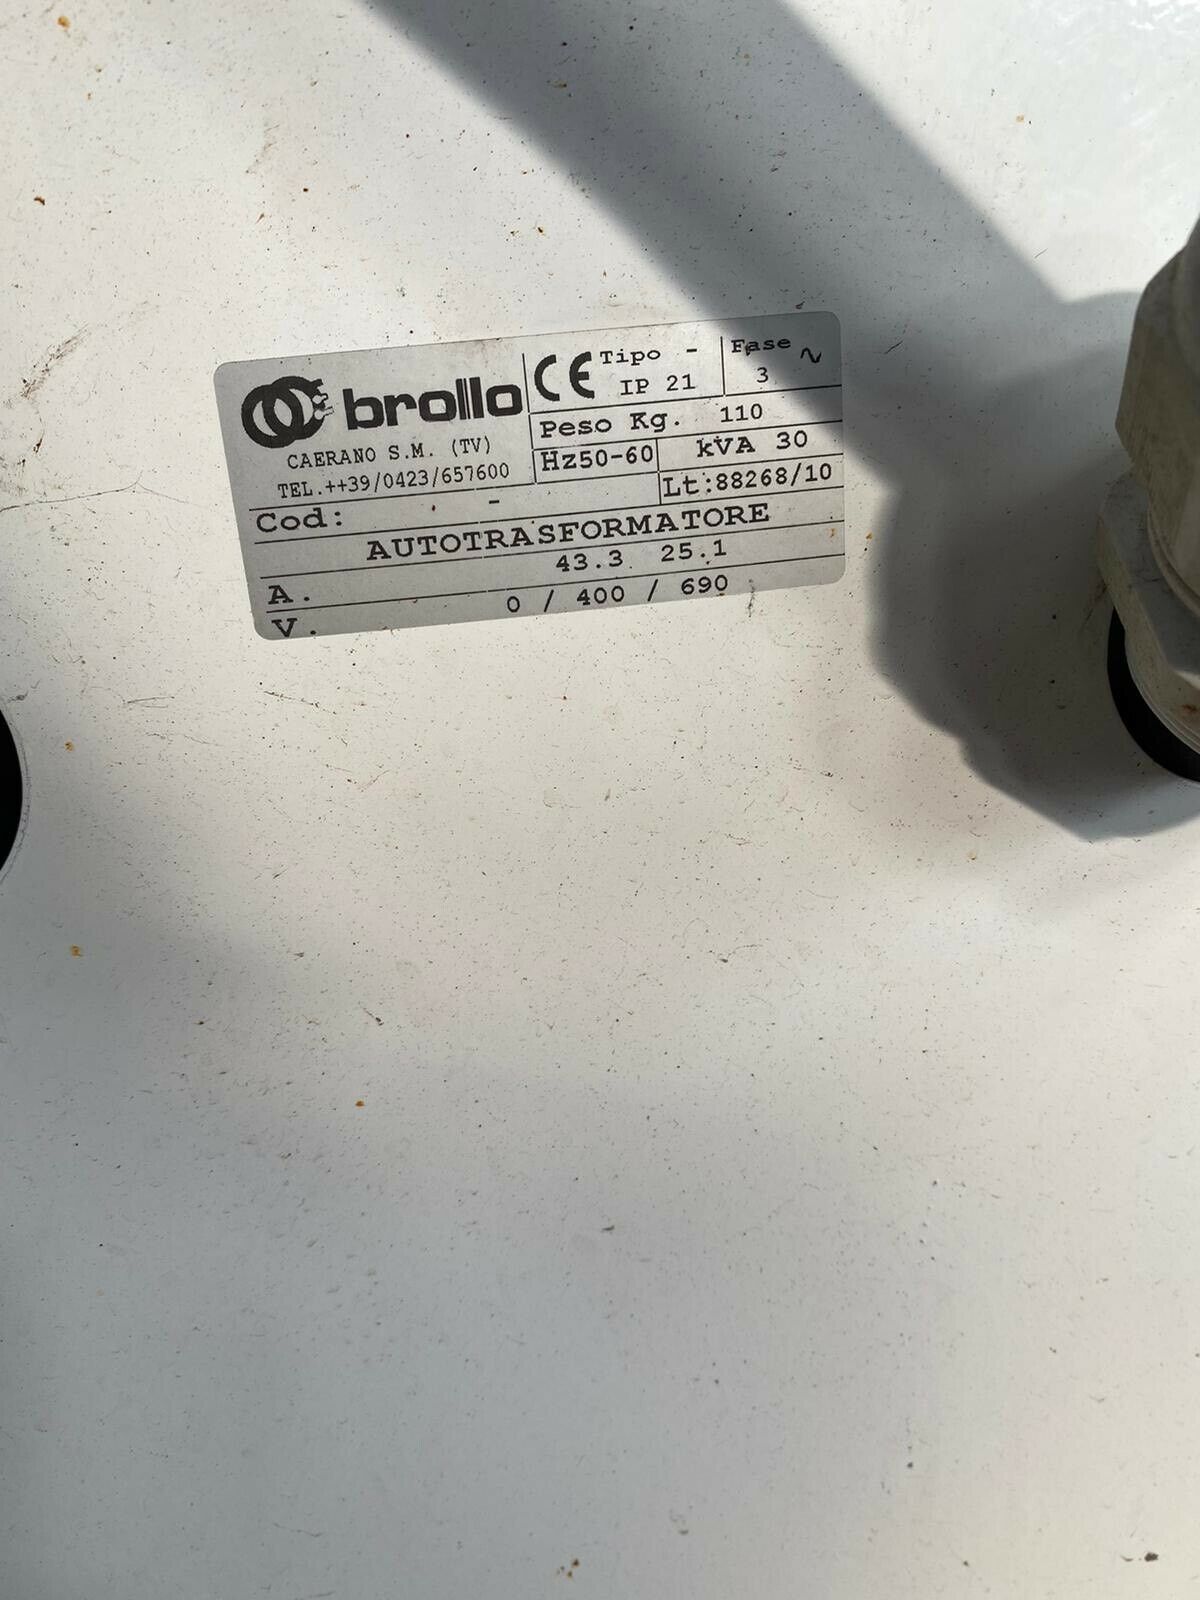 brollo
CAERANO S.M. (TV)
TEL.++39/0423/657600
CE
Tipo -
IP 21
Fase
3 ∿
Peso Kg. 110
Hz50-60
kVA 30
Lt:88268/10
Cod: -
AUTOTRASFORMATORE
A. 43.3 25.1
V. 0 / 400 / 690